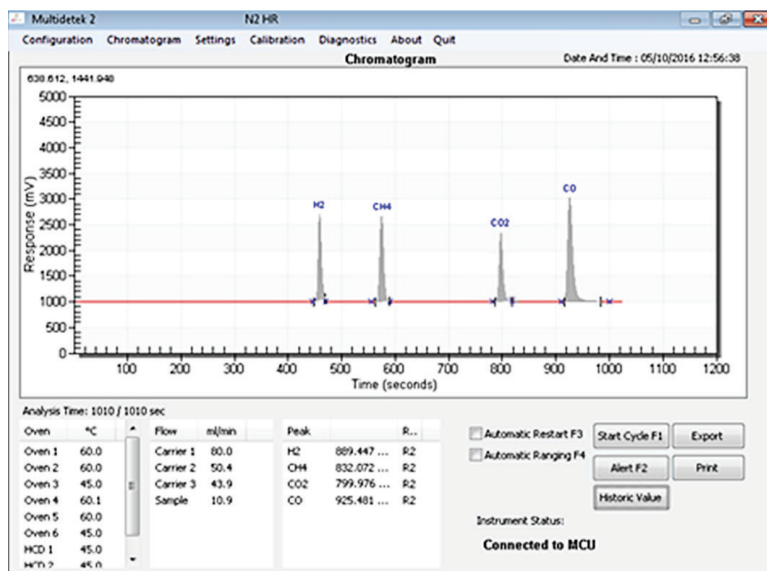 Multidetek 2 N2 HR
Configuration Chromatogram Settings Calibration Diagnostics About Quit
Chromatogram Date And Time : 05/10/2016 12:56:38
638.612, 1441.948
5000
4500
4000
3500
3000
2500
2000
1500
1000
500
0
Response (mV)
H2 CH4 CO2 CO
100 200 300 400 500 600 700 800 900 1000 1100 1200
Time (seconds)
Analysis Time: 1010 / 1010 sec
Oven °C
Oven 1 60.0
Oven 2 60.0
Oven 3 45.0
Oven 4 60.1
Oven 5 60.0
Oven 6 45.0
HCD 1 45.0
HCD 2 45.0
Flow ml/min
Carrier 1 80.0
Carrier 2 50.4
Carrier 3 43.9
Sample 10.9
Peak R...
H2 889.447 ... R2
CH4 832.072 ... R2
CO2 799.976 ... R2
CO 925.481 ... R2
Automatic Restart F3
Automatic Ranging F4
Start Cycle F1 Export
Alert F2 Print
Historic Value
Instrument Status:
Connected to MCU